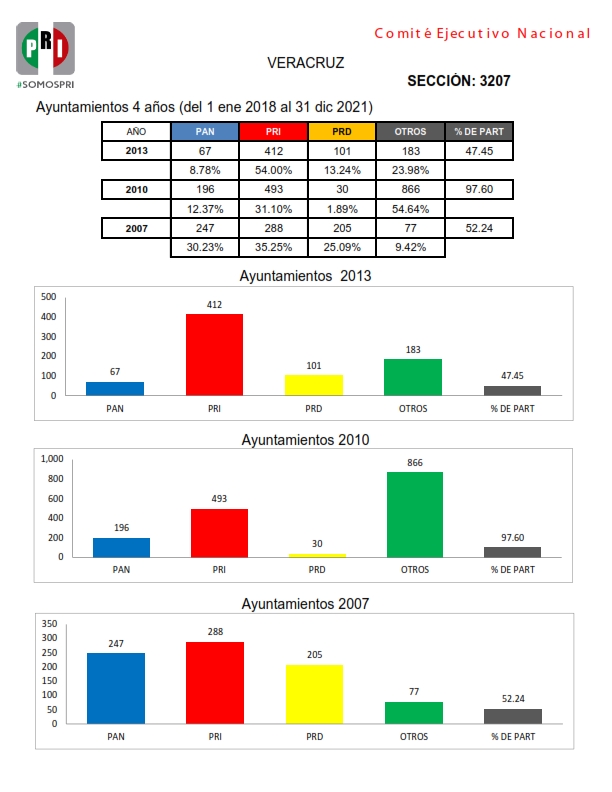 Comité Ejecutivo Nacional
PRI
#SOMOSPRI
VERACRUZ
SECCIÓN: 3207
Ayuntamientos 4 años (del 1 ene 2018 al 31 dic 2021)
AÑO PAN PRI PRD OTROS % DE PART
2013 67 412 101 183 47.45
8.78% 54.00% 13.24% 23.98%
2010 196 493 30 866 97.60
12.37% 31.10% 1.89% 54.64%
2007 247 288 205 77 52.24
30.23% 35.25% 25.09% 9.42%
Ayuntamientos 2013
500
400
300
200
100
0
67 412 101 183 47.45
PAN PRI PRD OTROS % DE PART
Ayuntamientos 2010
1,000
800
600
400
200
0
196 493 30 866 97.60
PAN PRI PRD OTROS % DE PART
Ayuntamientos 2007
350
300
250
200
150
100
50
0
247 288 205 77 52.24
PAN PRI PRD OTROS % DE PART